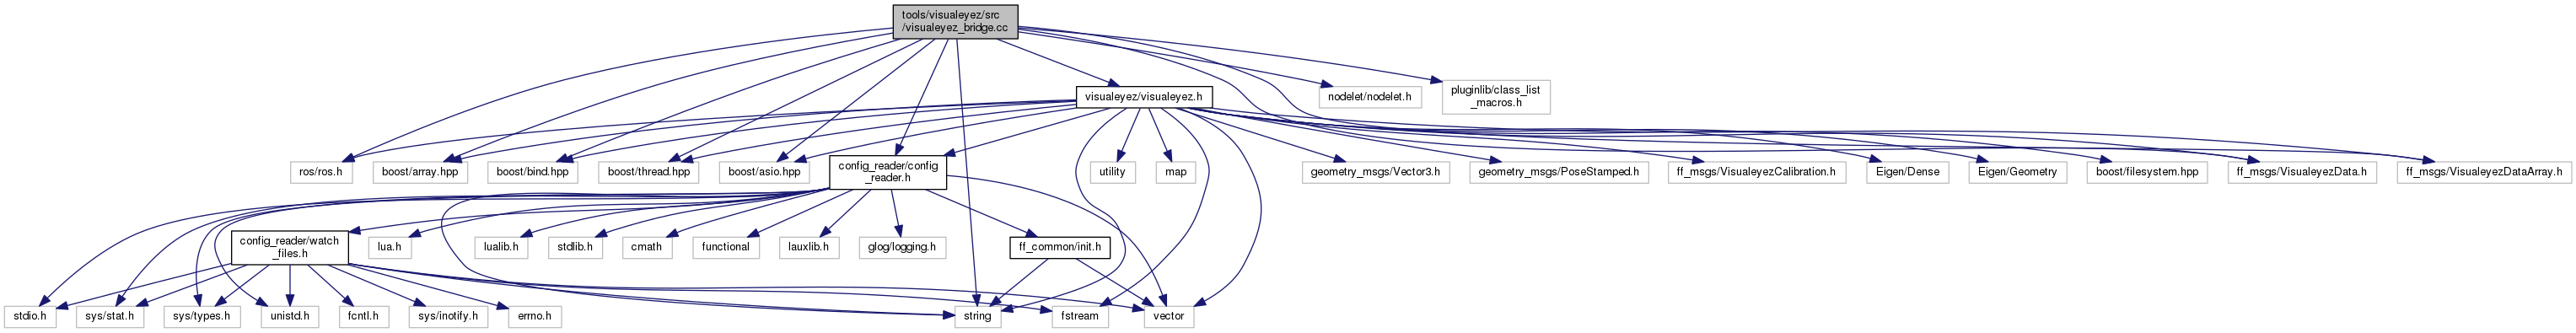 tools/visualeyez/src
/visualeyez_bridge.cc
nodelet/nodelet.h
pluginlib/class_list
_macros.h
visualeyez/visualeyez.h
ros/ros.h
boost/array.hpp
boost/bind.hpp
boost/thread.hpp
boost/asio.hpp
config_reader/config
_reader.h
utility
map
geometry_msgs/Vector3.h
geometry_msgs/PoseStamped.h
ff_msgs/VisualeyezCalibration.h
Eigen/Dense
Eigen/Geometry
boost/filesystem.hpp
ff_msgs/VisualeyezData.h
ff_msgs/VisualeyezDataArray.h
config_reader/watch
_files.h
lua.h
lualib.h
stdlib.h
cmath
functional
lauxlib.h
glog/logging.h
ff_common/init.h
stdio.h
sys/stat.h
sys/types.h
unistd.h
fcntl.h
sys/inotify.h
errno.h
string
fstream
vector